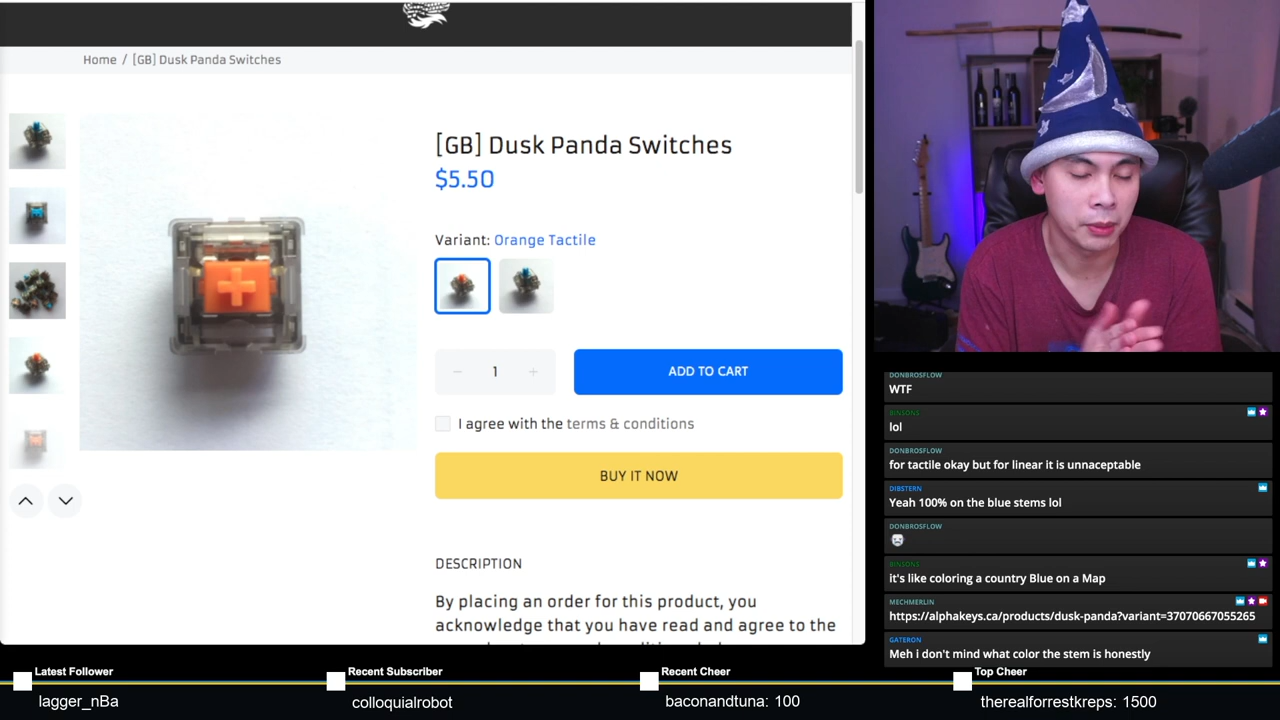 Home / [GB] Dusk Panda Switches
[GB] Dusk Panda Switches
$5.50
Variant: Orange Tactile
− 1 +
ADD TO CART
I agree with the terms & conditions
BUY IT NOW
DESCRIPTION
By placing an order for this product, you
acknowledge that you have read and agree to the
DONBROSFLOW
WTF
BINSONS
lol
DONBROSFLOW
for tactile okay but for linear it is unnaceptable
DIBSTERN
Yeah 100% on the blue stems lol
DONBROSFLOW
BINSONS
it's like coloring a country Blue on a Map
MECHMERLIN
https://alphakeys.ca/products/dusk-panda?variant=37070667055265
GATERON
Meh i don't mind what color the stem is honestly
Latest Follower
lagger_nBa
Recent Subscriber
colloquialrobot
Recent Cheer
baconandtuna: 100
Top Cheer
therealforrestkreps: 1500